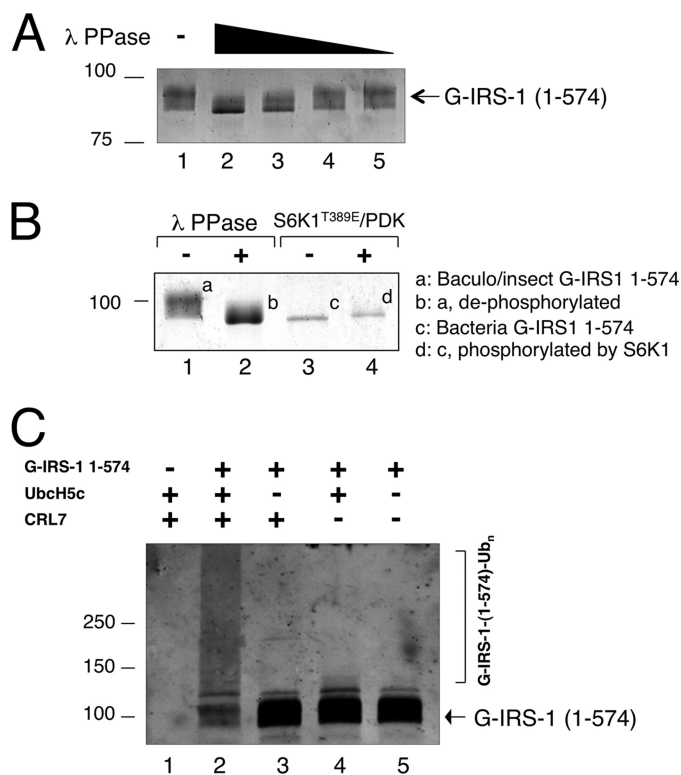 A
λ PPase -
100
75
G-IRS-1 (1-574)
1 2 3 4 5
B
λ PPase S6K1T389E/PDK
- + - +
100
a b c d
1 2 3 4
a: Baculo/insect G-IRS1 1-574
b: a, de-phosphorylated
c: Bacteria G-IRS1 1-574
d: c, phosphorylated by S6K1
C
G-IRS-1 1-574 - + + + +
UbcH5c + + - + -
CRL7 + + + - -
250
150
100
G-IRS-1-(1-574)-Ubn
G-IRS-1 (1-574)
1 2 3 4 5